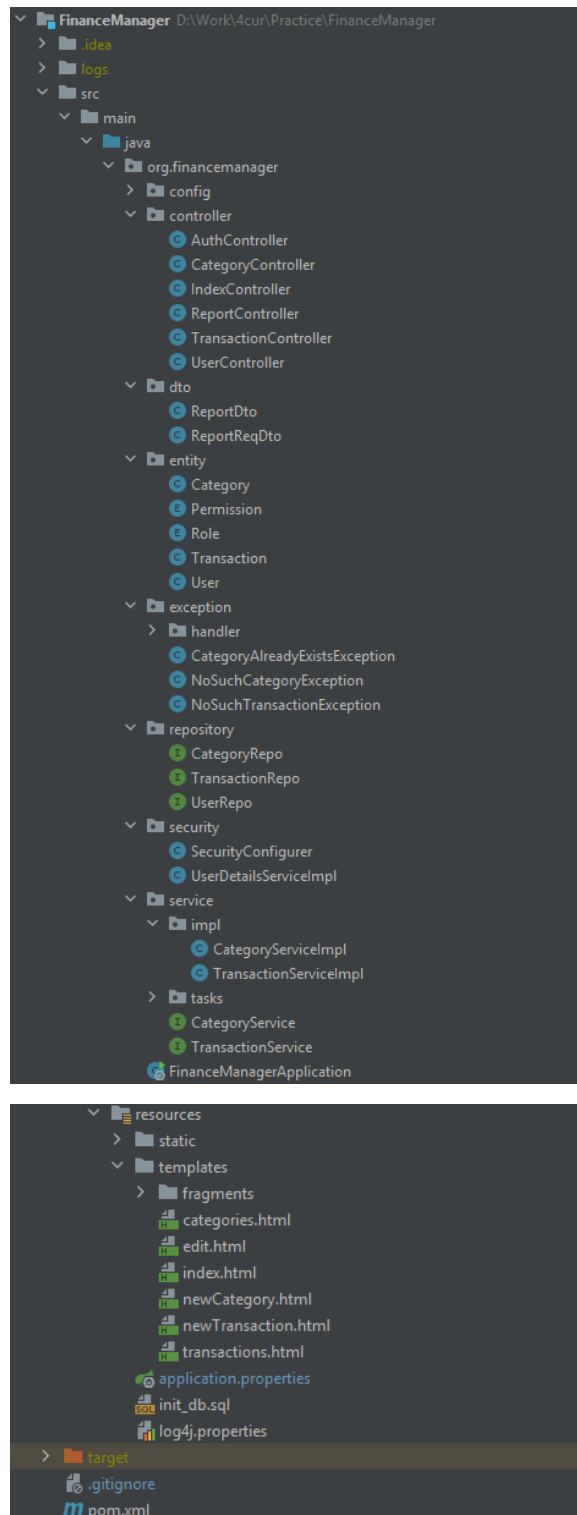 FinanceManager D:\Work\4cur\Practice\FinanceManager
.idea
logs
src
main
java
org.financemanager
config
controller
AuthController
CategoryController
IndexController
ReportController
TransactionController
UserController
dto
ReportDto
ReportReqDto
entity
Category
Permission
Role
Transaction
User
exception
handler
CategoryAlreadyExistsException
NoSuchCategoryException
NoSuchTransactionException
repository
CategoryRepo
TransactionRepo
UserRepo
security
SecurityConfigurer
UserDetailsServiceImpl
service
impl
CategoryServiceImpl
TransactionServiceImpl
tasks
CategoryService
TransactionService
FinanceManagerApplication
resources
static
templates
fragments
categories.html
edit.html
index.html
newCategory.html
newTransaction.html
transactions.html
application.properties
init_db.sql
log4j.properties
target
.gitignore
pom.xml